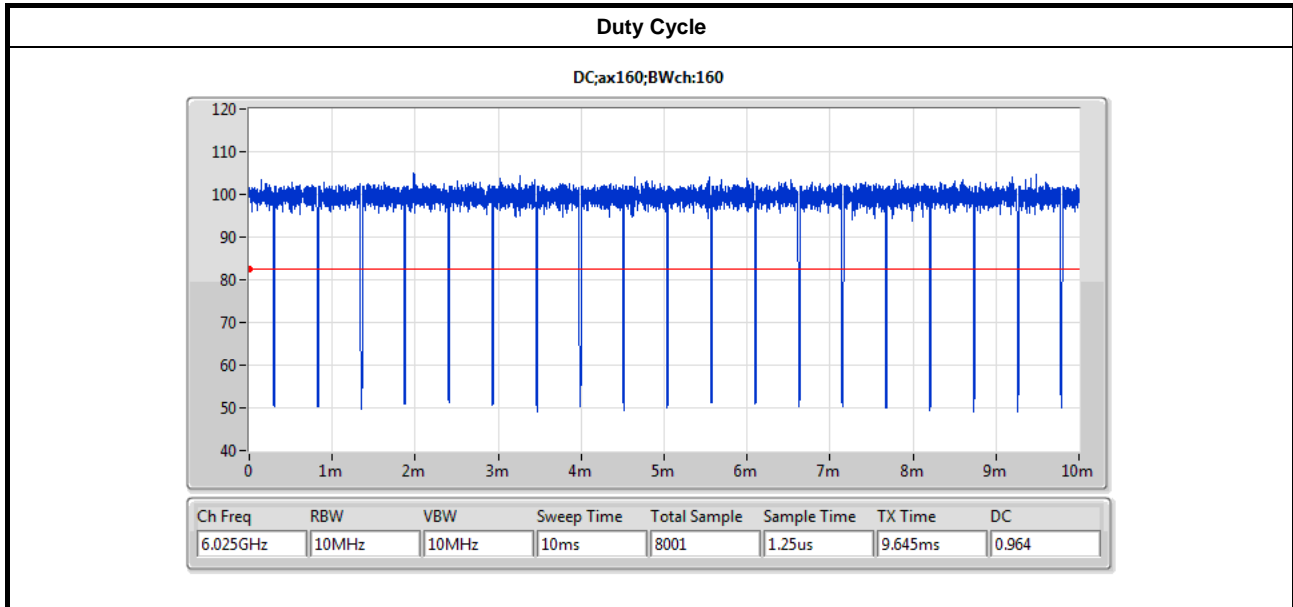 Duty Cycle
DC;ax160;BWch:160
120
110
100
90
80
70
60
50
40
0 1m 2m 3m 4m 5m 6m 7m 8m 9m 10m
Ch Freq RBW VBW Sweep Time Total Sample Sample Time TX Time DC
6.025GHz 10MHz 10MHz 10ms 8001 1.25us 9.645ms 0.964